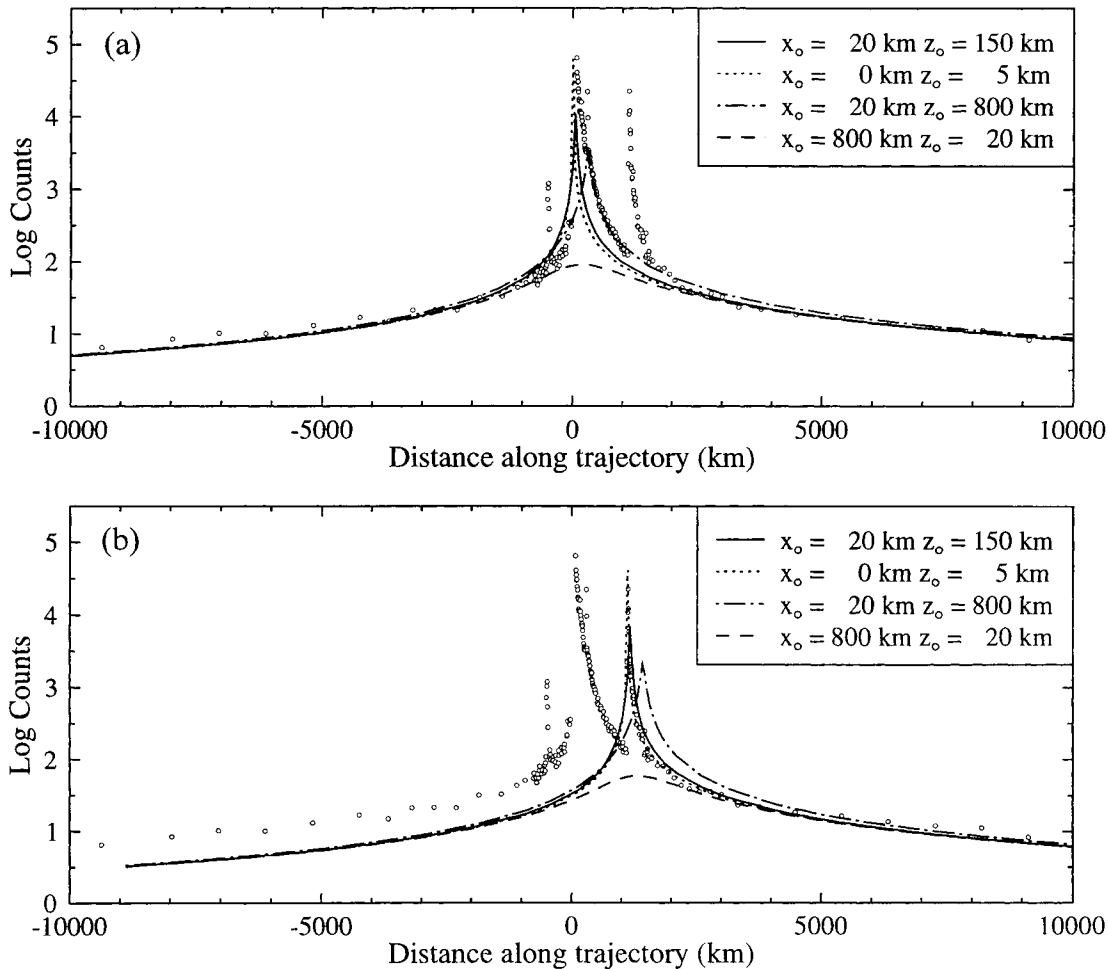 (a)
x₀ = 20 km z₀ = 150 km
x₀ = 0 km z₀ = 5 km
x₀ = 20 km z₀ = 800 km
x₀ = 800 km z₀ = 20 km
Log Counts
5
4
3
2
1
0
-10000 -5000 0 5000 10000
Distance along trajectory (km)
(b)
x₀ = 20 km z₀ = 150 km
x₀ = 0 km z₀ = 5 km
x₀ = 20 km z₀ = 800 km
x₀ = 800 km z₀ = 20 km
Log Counts
5
4
3
2
1
0
-10000 -5000 0 5000 10000
Distance along trajectory (km)